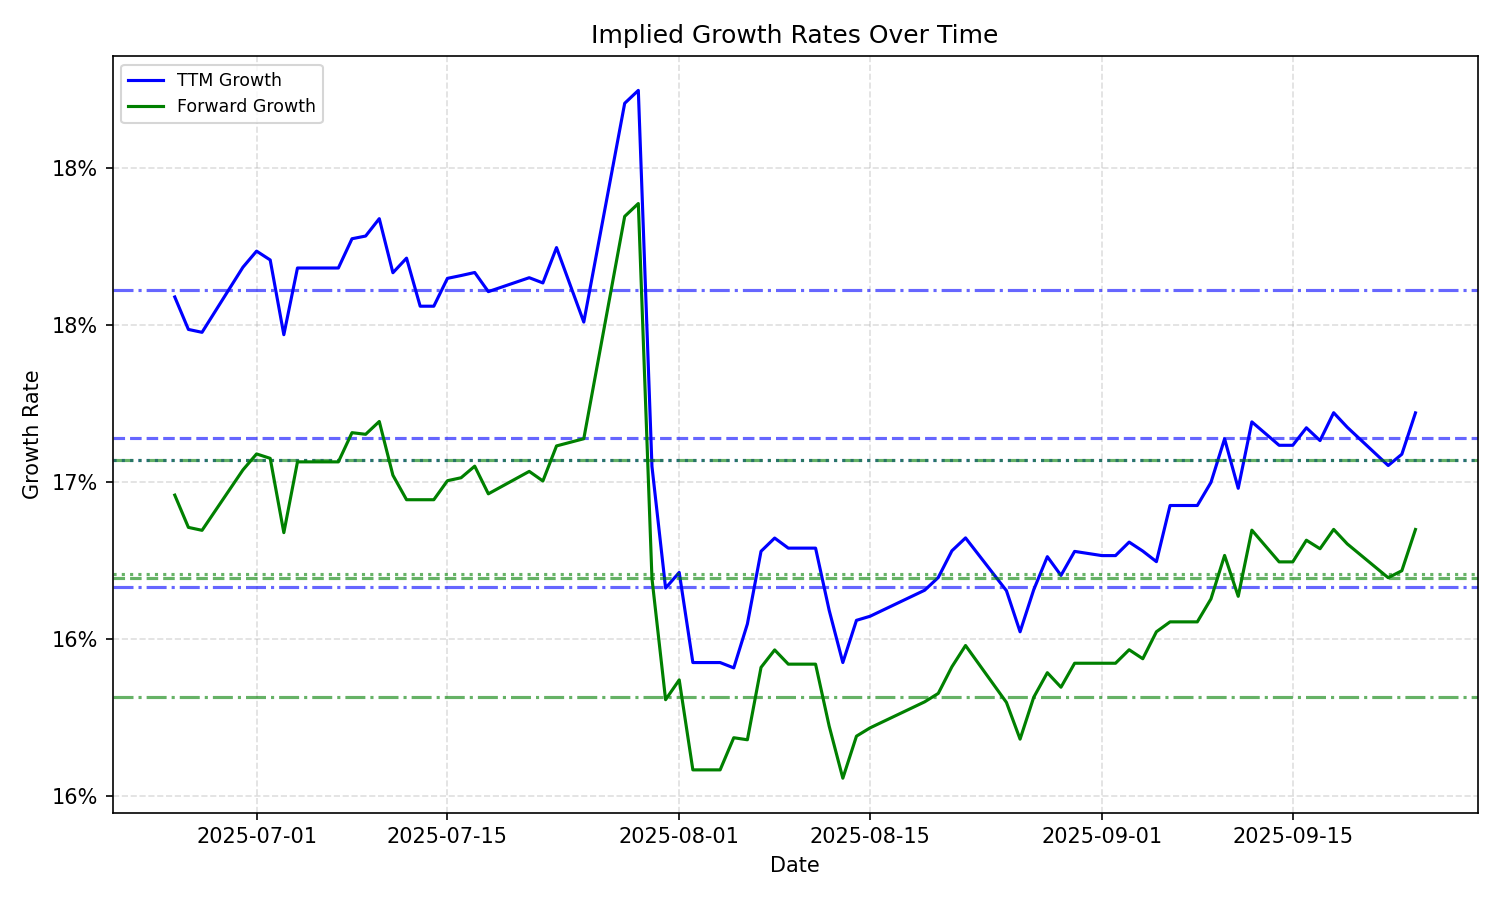 Implied Growth Rates Over Time
TTM Growth
Forward Growth
18%
18%
17%
16%
16%
Growth Rate
2025-07-01
2025-07-15
2025-08-01
2025-08-15
2025-09-01
2025-09-15
Date